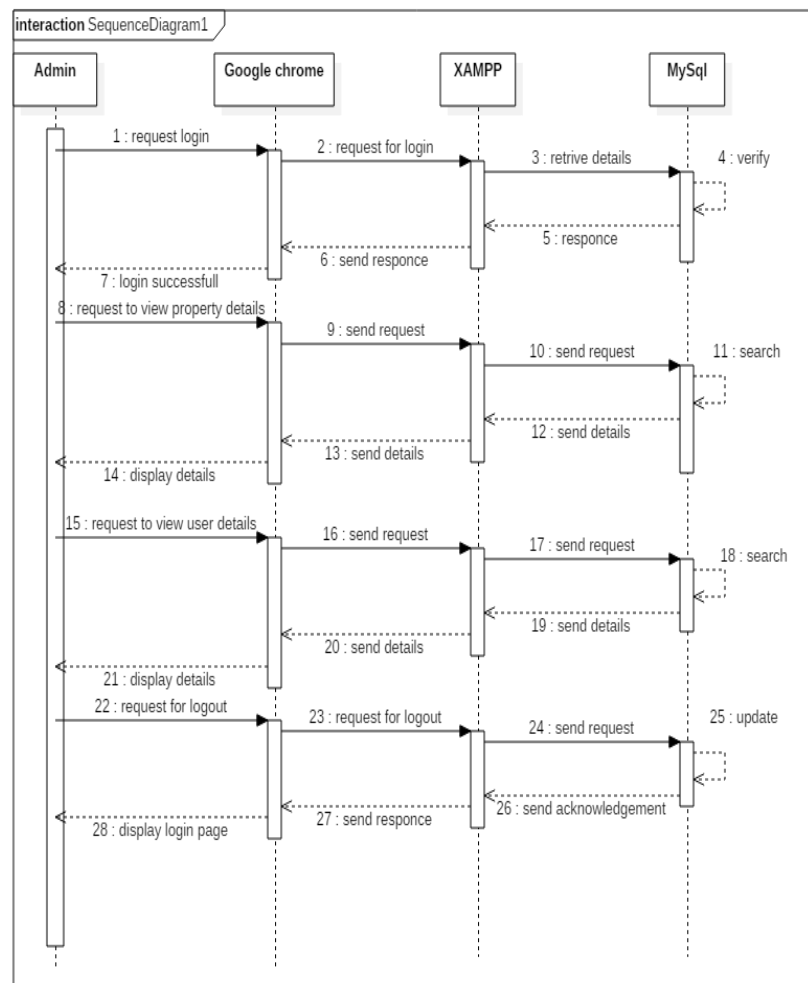 interaction SequenceDiagram1
Admin
Google chrome
XAMPP
MySql
1 : request login
2 : request for login
3 : retrive details
4 : verify
5 : responce
6 : send responce
7 : login successfull
8 : request to view property details
9 : send request
10 : send request
11 : search
12 : send details
13 : send details
14 : display details
15 : request to view user details
16 : send request
17 : send request
18 : search
19 : send details
20 : send details
21 : display details
22 : request for logout
23 : request for logout
24 : send request
25 : update
26 : send acknowledgement
27 : send responce
28 : display login page